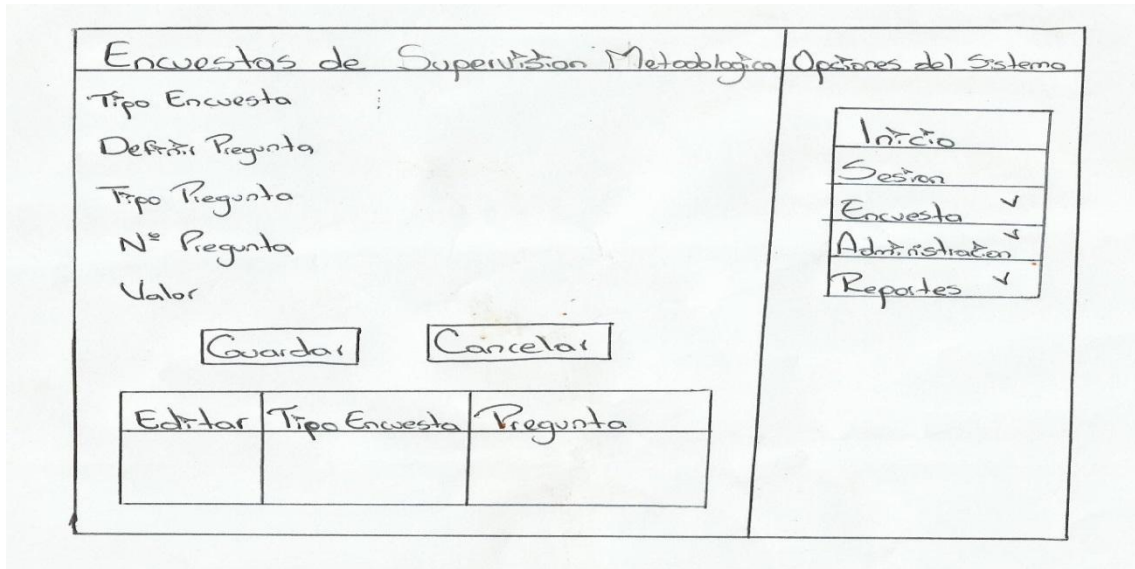 Encuestas de Supervisión Metodologica
Tipo Encuesta :
Definir Pregunta
Tipo Pregunta
Nº Pregunta
Valor
Guardar Cancelar
Editar Tipo Encuesta Pregunta
Opciones del Sistema
Inicio
Sesion
Encuesta ✓
Administracion ✓
Reportes ✓